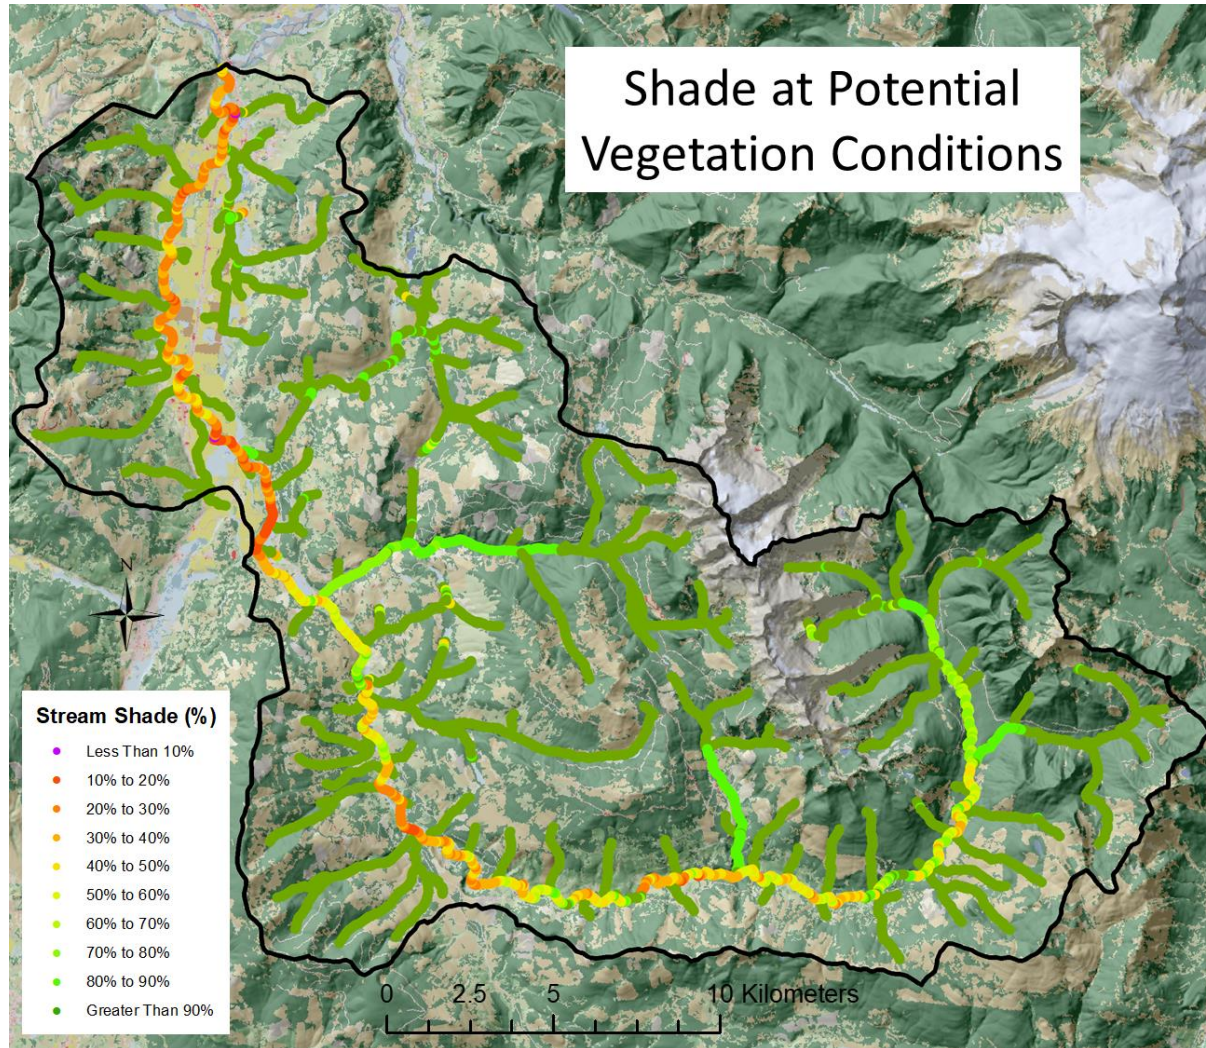 Shade at Potential
Vegetation Conditions
N
Stream Shade (%)
Less Than 10%
10% to 20%
20% to 30%
30% to 40%
40% to 50%
50% to 60%
60% to 70%
70% to 80%
80% to 90%
Greater Than 90%
0 2.5 5 10 Kilometers